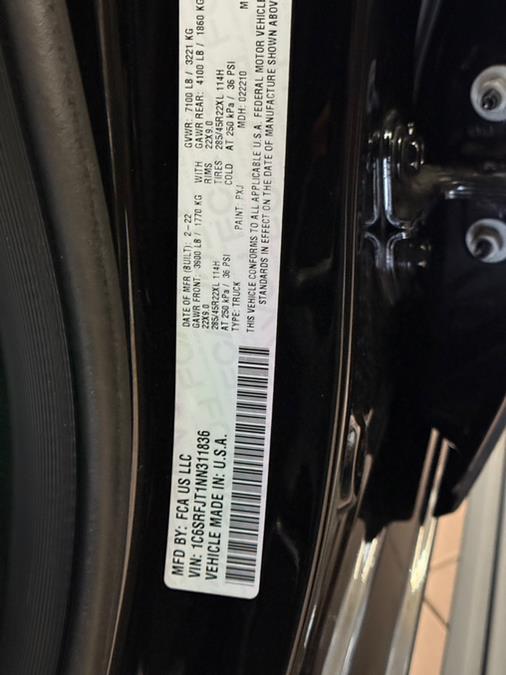 MFD BY: FCA US LLC
DATE OF MFR (BUILT): 2-22 GVWR: 7100 LB / 3221 KG
GAWR FRONT: 3900 LB / 1770 KG WITH GAWR REAR: 4100 LB / 1860 KG
22X9.0 RIMS 22X9.0
285/45R22XL 114H TIRES 285/45R22XL 114H
AT 250 kPa / 36 PSI COLD AT 250 kPa / 36 PSI
VIN: 1C6SRFJT1NN311836
TYPE: TRUCK PAINT: PXJ MDH: 022210
VEHICLE MADE IN: U.S.A.
THIS VEHICLE CONFORMS TO ALL APPLICABLE U.S.A. FEDERAL MOTOR VEHICLE
STANDARDS IN EFFECT ON THE DATE OF MANUFACTURE SHOWN ABOV